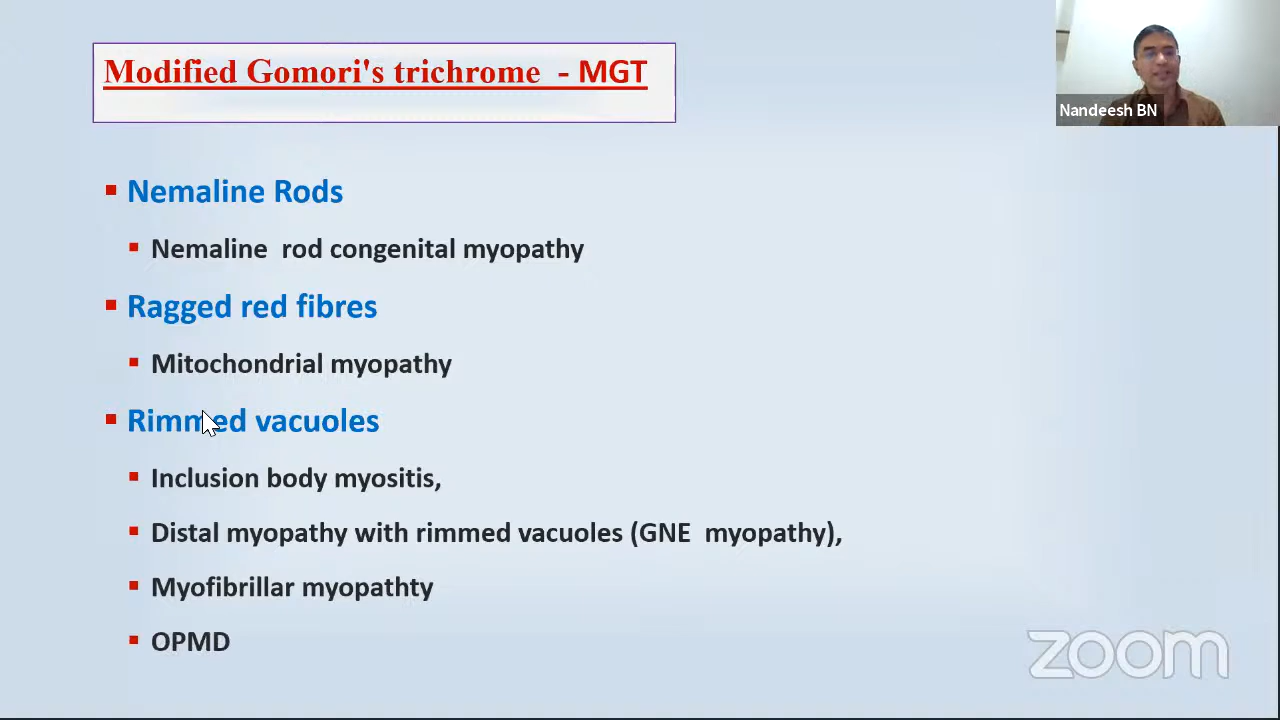 Modified Gomori's trichrome - MGT
Nandeesh BN
Nemaline Rods
Nemaline rod congenital myopathy
Ragged red fibres
Mitochondrial myopathy
Rimmed vacuoles
Inclusion body myositis,
Distal myopathy with rimmed vacuoles (GNE myopathy),
Myofibrillar myopathty
OPMD
zoom